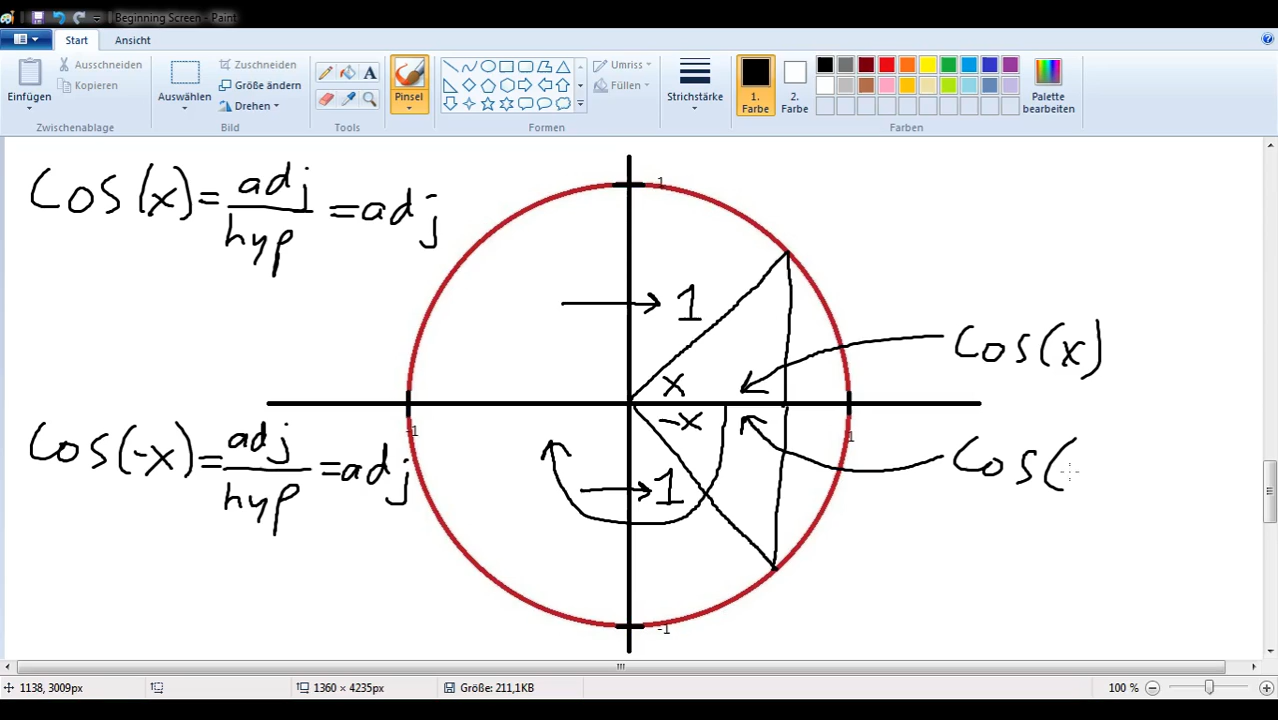 Beginning Screen - Paint
Start Ansicht
Einfügen
Ausschneiden
Kopieren
Zwischenablage
Auswählen
Zuschneiden
Größe ändern
Drehen
Bild
A
Tools
Pinsel
Formen
Umriss
Füllen
Strichstärke
1. Farbe
2. Farbe
Palette bearbeiten
Farben
Cos(x)=adj/hyp=adj
1
1
Cos(x)
x
-x
-1
1
Cos(-x)=adj/hyp=adj
1
Cos(
-1
1138, 3009px
1360 × 4235px
Größe: 211,1KB
100 %